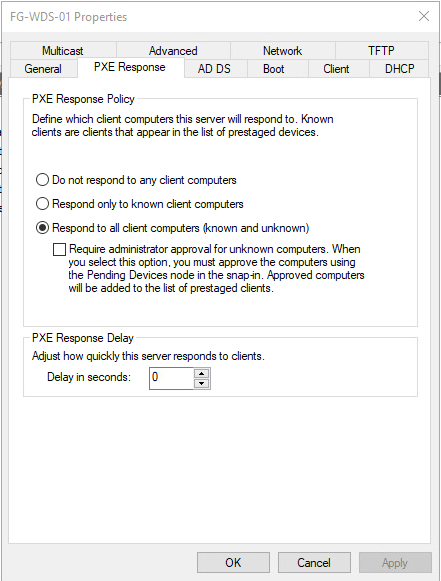 FG-WDS-01 Properties
Multicast
Advanced
Network
TFTP
General
PXE Response
AD DS
Boot
Client
DHCP
PXE Response Policy
Define which client computers this server will respond to. Known
clients are clients that appear in the list of prestaged devices.
Do not respond to any client computers
Respond only to known client computers
Respond to all client computers (known and unknown)
Require administrator approval for unknown computers. When
you select this option, you must approve the computers using
the Pending Devices node in the snap-in. Approved computers
will be added to the list of prestaged clients.
PXE Response Delay
Adjust how quickly this server responds to clients.
Delay in seconds:
0
OK
Cancel
Apply